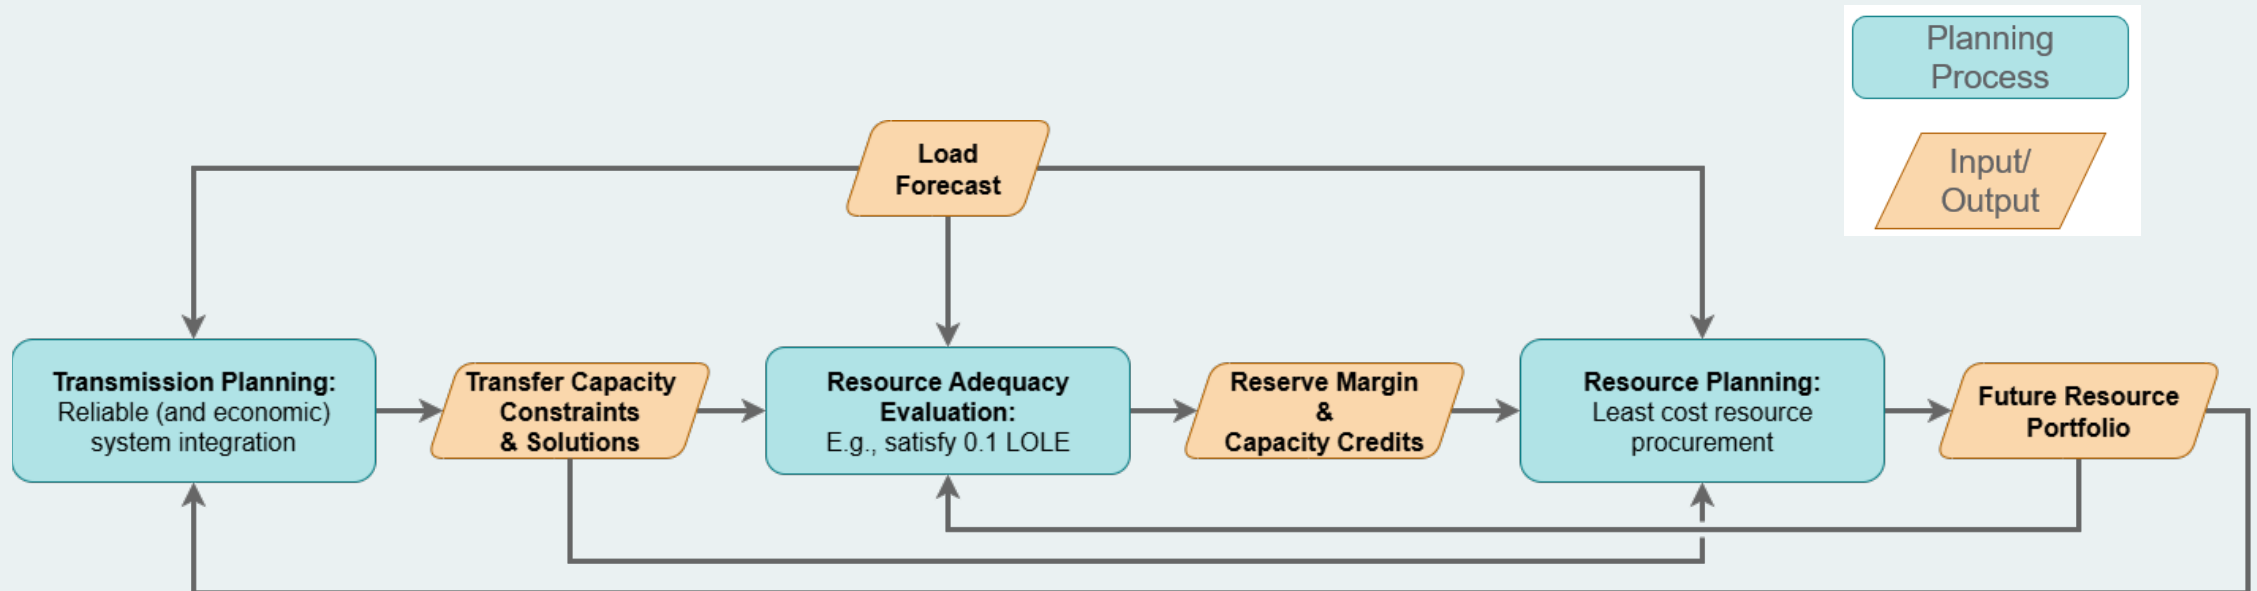 Planning
Process
Input/
Output
Load
Forecast
Transmission Planning:
Reliable (and economic)
system integration
Transfer Capacity
Constraints
& Solutions
Resource Adequacy
Evaluation:
E.g., satisfy 0.1 LOLE
Reserve Margin
&
Capacity Credits
Resource Planning:
Least cost resource
procurement
Future Resource
Portfolio